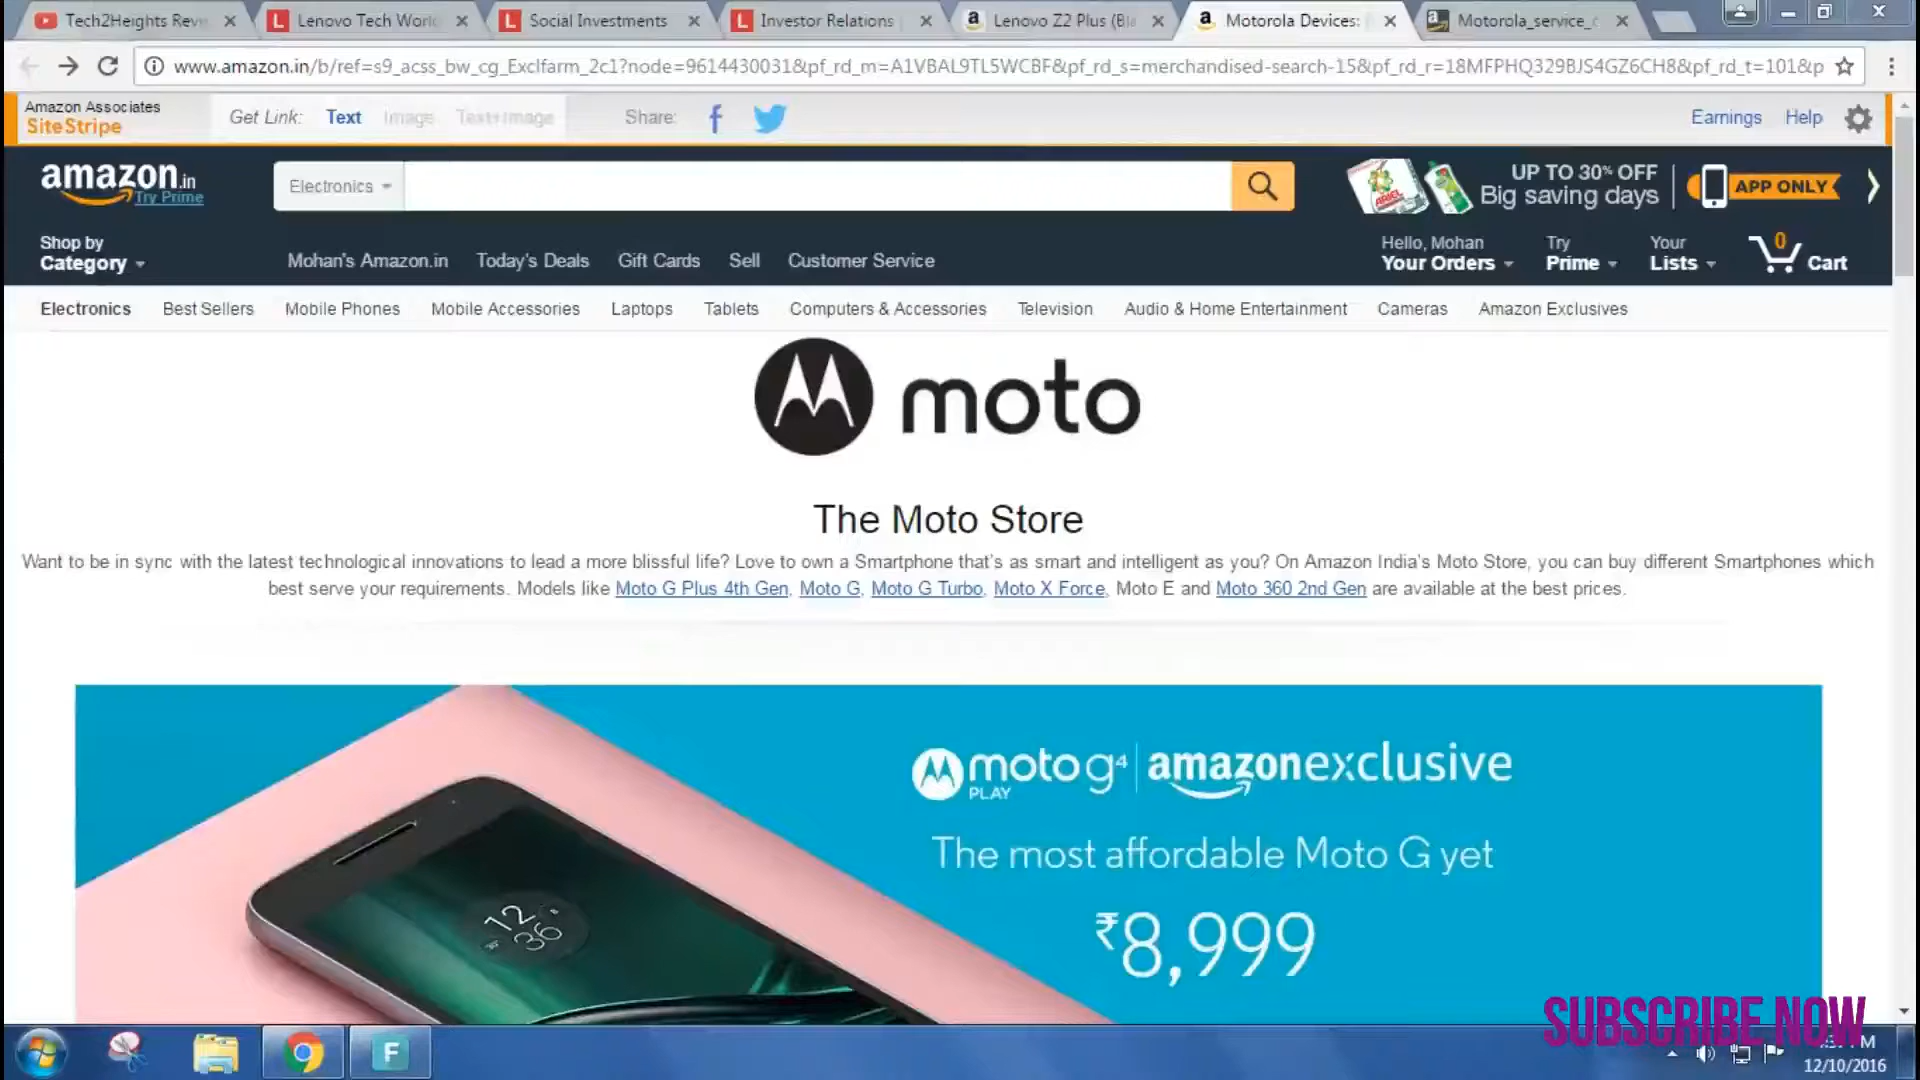 Tech2Heights Rev
Lenovo Tech World
Social Investments
Investor Relations
Lenovo Z2 Plus (Bla
Motorola Devices:
Motorola_service_c
www.amazon.in/b/ref=s9_acss_bw_cg_Exclfarm_2c1?node=9614430031&pf_rd_m=A1VBAL9TL5WCBF&pf_rd_s=merchandised-search-15&pf_rd_r=18MFPHQ329BJS4GZ6CH8&pf_rd_t=101&p
Amazon Associates
SiteStripe
Get Link: Text Image Text+Image Share: Earnings Help
amazon.in
Try Prime
Electronics
ARIEL
UP TO 30% OFF
Big saving days
APP ONLY
Shop by
Category
Mohan's Amazon.in Today's Deals Gift Cards Sell Customer Service
Hello, Mohan
Your Orders
Try
Prime
Your
Lists
0
Cart
Electronics Best Sellers Mobile Phones Mobile Accessories Laptops Tablets Computers & Accessories Television Audio & Home Entertainment Cameras Amazon Exclusives
moto
The Moto Store
Want to be in sync with the latest technological innovations to lead a more blissful life? Love to own a Smartphone that's as smart and intelligent as you? On Amazon India's Moto Store, you can buy different Smartphones which
best serve your requirements. Models like Moto G Plus 4th Gen, Moto G, Moto G Turbo, Moto X Force, Moto E and Moto 360 2nd Gen are available at the best prices.
moto g4 PLAY amazonexclusive
The most affordable Moto G yet
₹8,999
12
36
SUBSCRIBE NOW
PM
12/10/2016